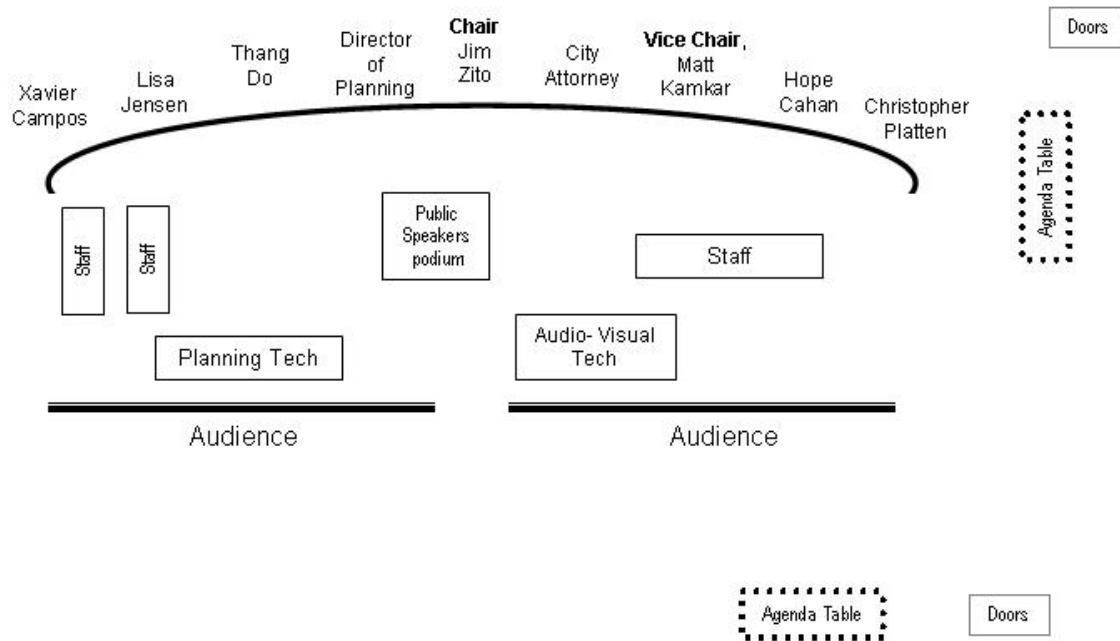 Xavier
Campos
Lisa
Jensen
Thang
Do
Director
of
Planning
Chair
Jim
Zito
City
Attorney
Vice Chair,
Matt
Kamkar
Hope
Cahan
Christopher
Platten
Doors
Agenda Table
Staff
Staff
Public
Speakers
podium
Staff
Planning Tech
Audio- Visual
Tech
Audience
Audience
Agenda Table
Doors